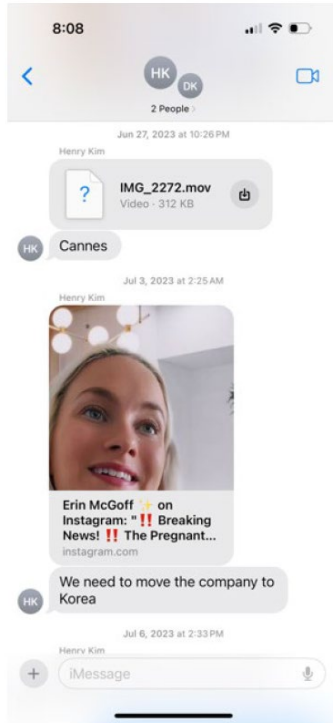 8:08
HK
DK
2 People >
Jun 27, 2023 at 10:26 PM
Henry Kim
?
IMG_2272.mov
Video · 312 KB
HK
Cannes
Jul 3, 2023 at 2:25 AM
Henry Kim
Erin McGoff ✨ on
Instagram: "‼️ Breaking
News! ‼️ The Pregnant...
instagram.com
We need to move the company to
Korea
HK
Jul 6, 2023 at 2:33 PM
Henry Kim
+
iMessage